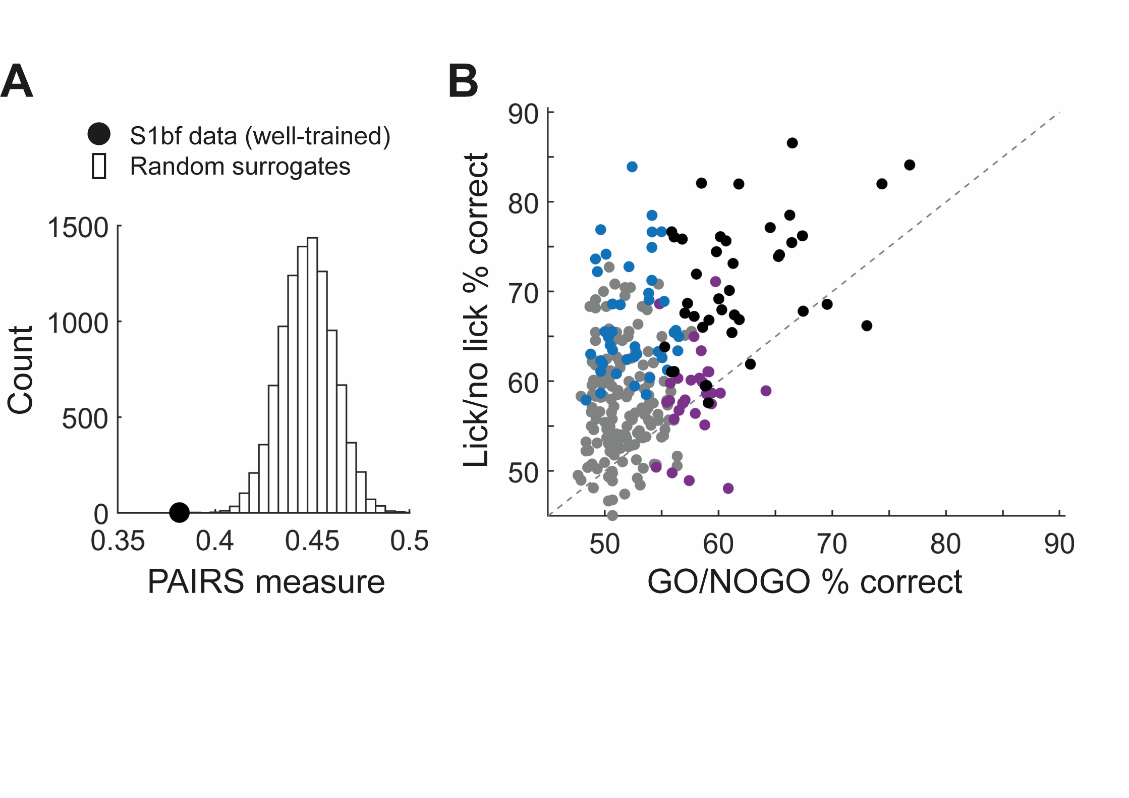 A
S1bf data (well-trained)
Random surrogates
1500
1000
500
0
Count
0.35 0.4 0.45 0.5
PAIRS measure
B
90
80
70
60
50
Lick/no lick % correct
50 60 70 80 90
GO/NOGO % correct